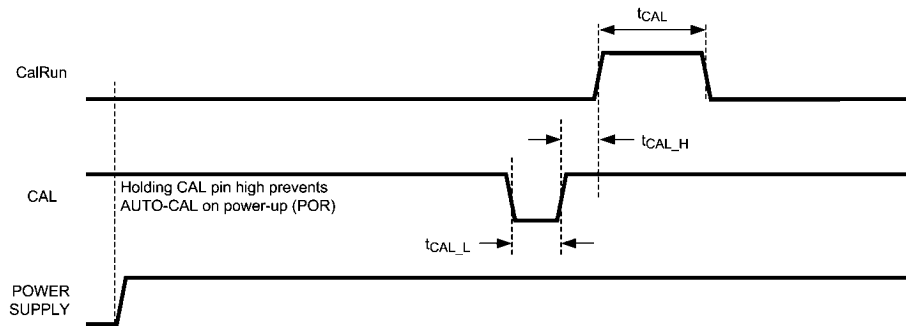 tCAL
CalRun
tCAL_H
CAL
Holding CAL pin high prevents
AUTO-CAL on power-up (POR)
tCAL_L
POWER
SUPPLY